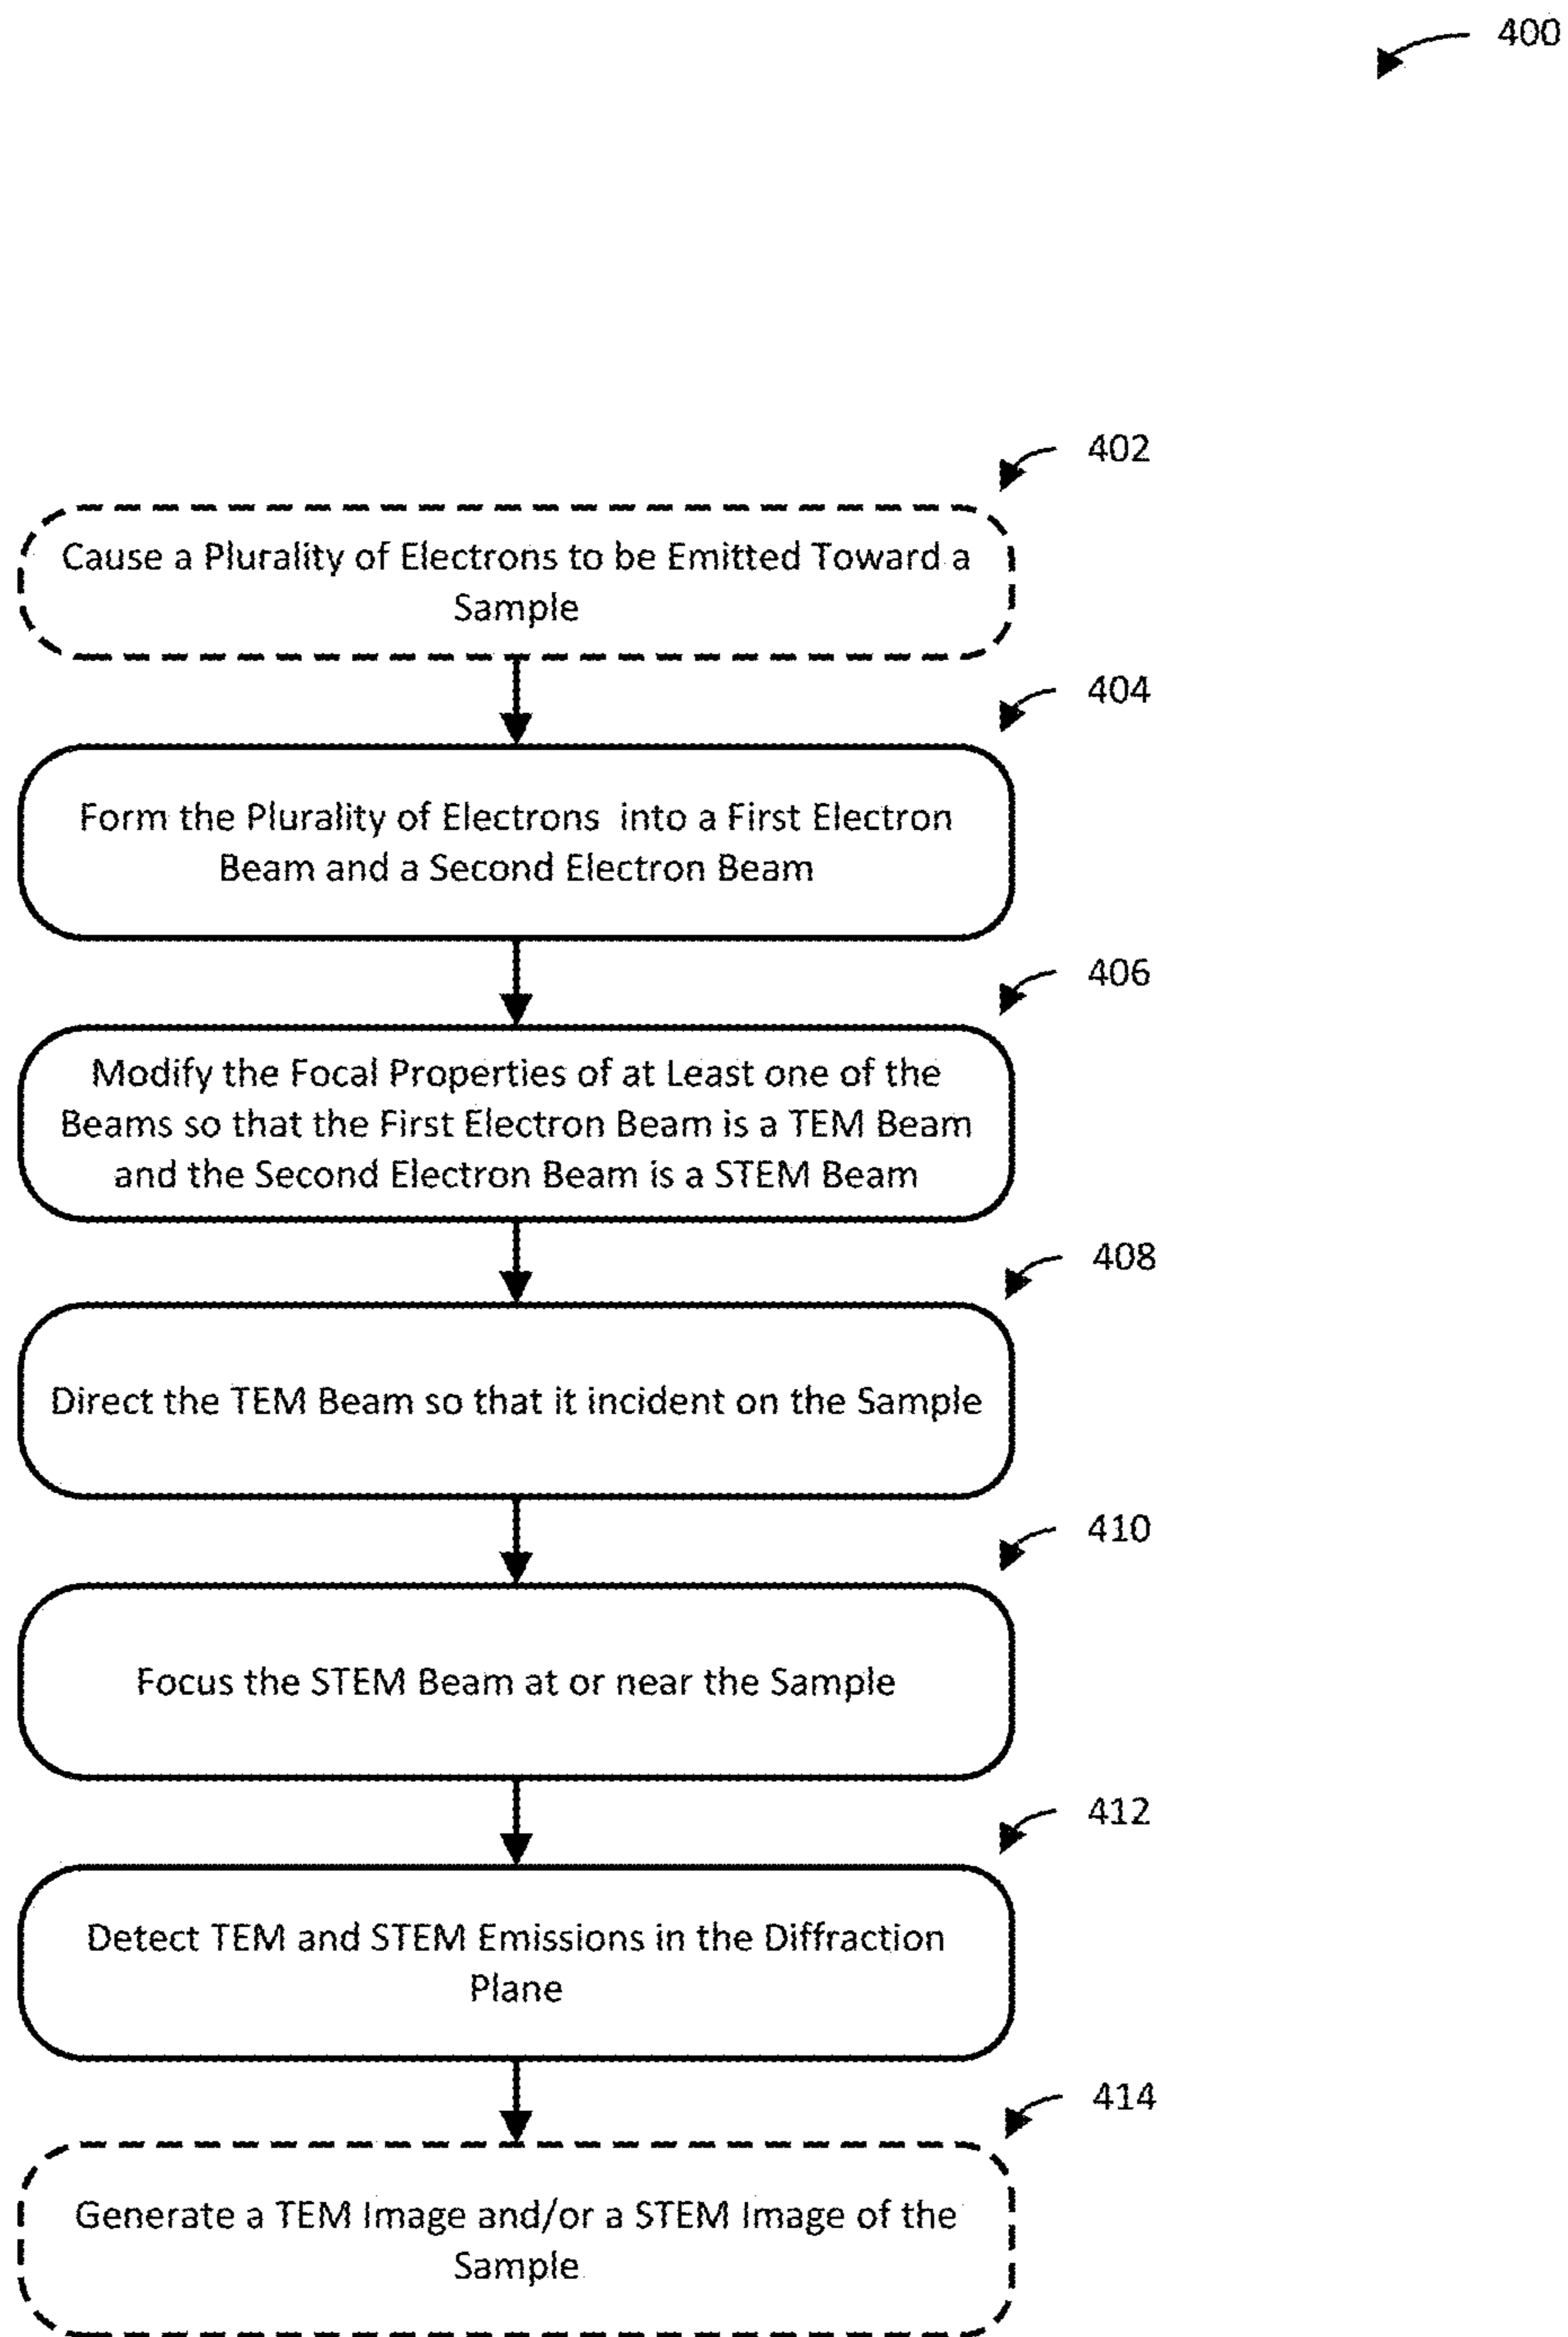 400
402
Cause a Plurality of Electrons to be Emitted Toward a
Sample
404
Form the Plurality of Electrons into a First Electron
Beam and a Second Electron Beam
406
Modify the Focal Properties of at Least one of the
Beams so that the First Electron Beam is a TEM Beam
and the Second Electron Beam is a STEM Beam
408
Direct the TEM Beam so that it incident on the Sample
410
Focus the STEM Beam at or near the Sample
412
Detect TEM and STEM Emissions in the Diffraction
Plane
414
Generate a TEM Image and/or a STEM Image of the
Sample